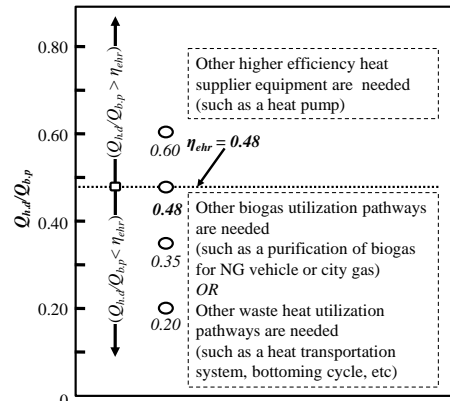 0.80
0.60
0.40
0.20
0
Q_h.d/Q_b.p
(Q_h.d/Q_b.p > η_ehr)
(Q_h.d/Q_b.p < η_ehr)
Other higher efficiency heat
supplier equipment are needed
(such as a heat pump)
0.60
η_ehr = 0.48
0.48
0.35
0.20
Other biogas utilization pathways
are needed
(such as a purification of biogas
for NG vehicle or city gas)
OR
Other waste heat utilization
pathways are needed
(such as a heat transportation
system, bottoming cycle, etc)